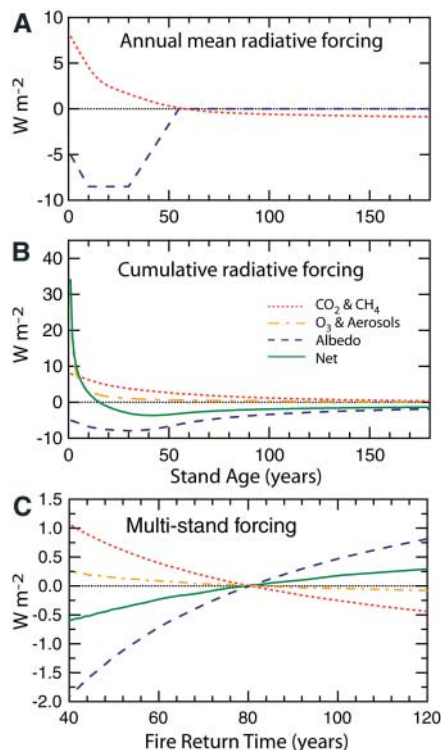 A
Annual mean radiative forcing
W m-2
10
5
0
-5
-10
0 50 100 150
B
Cumulative radiative forcing
W m-2
40
30
20
10
0
-10
CO2 & CH4
O3 & Aerosols
Albedo
Net
0 50 100 150
Stand Age (years)
C
Multi-stand forcing
W m-2
1.5
1.0
0.5
0.0
-0.5
-1.0
-1.5
-2.0
40 60 80 100 120
Fire Return Time (years)